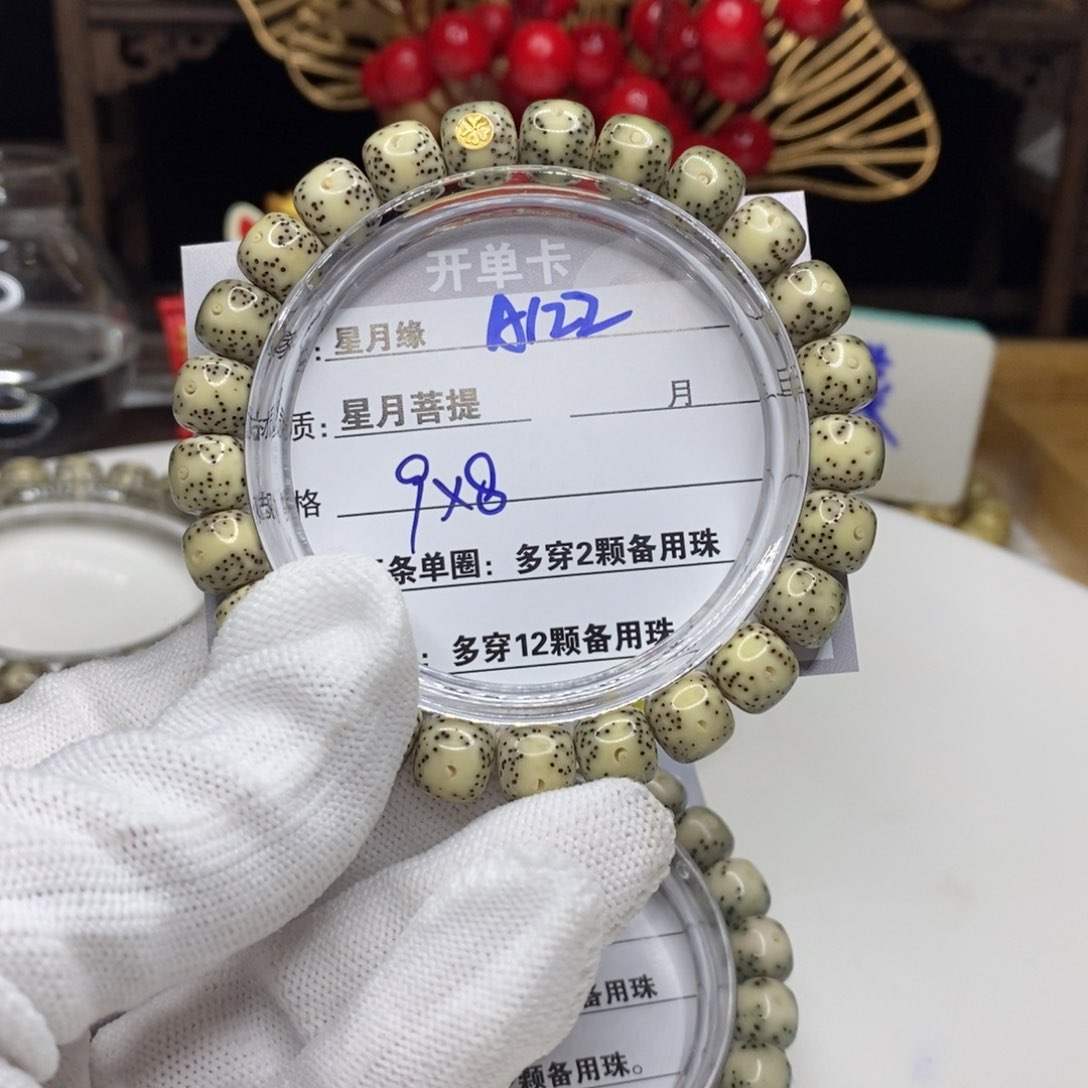 开单卡
: 星月缘 A122
质: 星月菩提 月
格 9x8
条单圈：多穿2颗备用珠
. 多穿12颗备用珠
备用珠
颗备用珠。